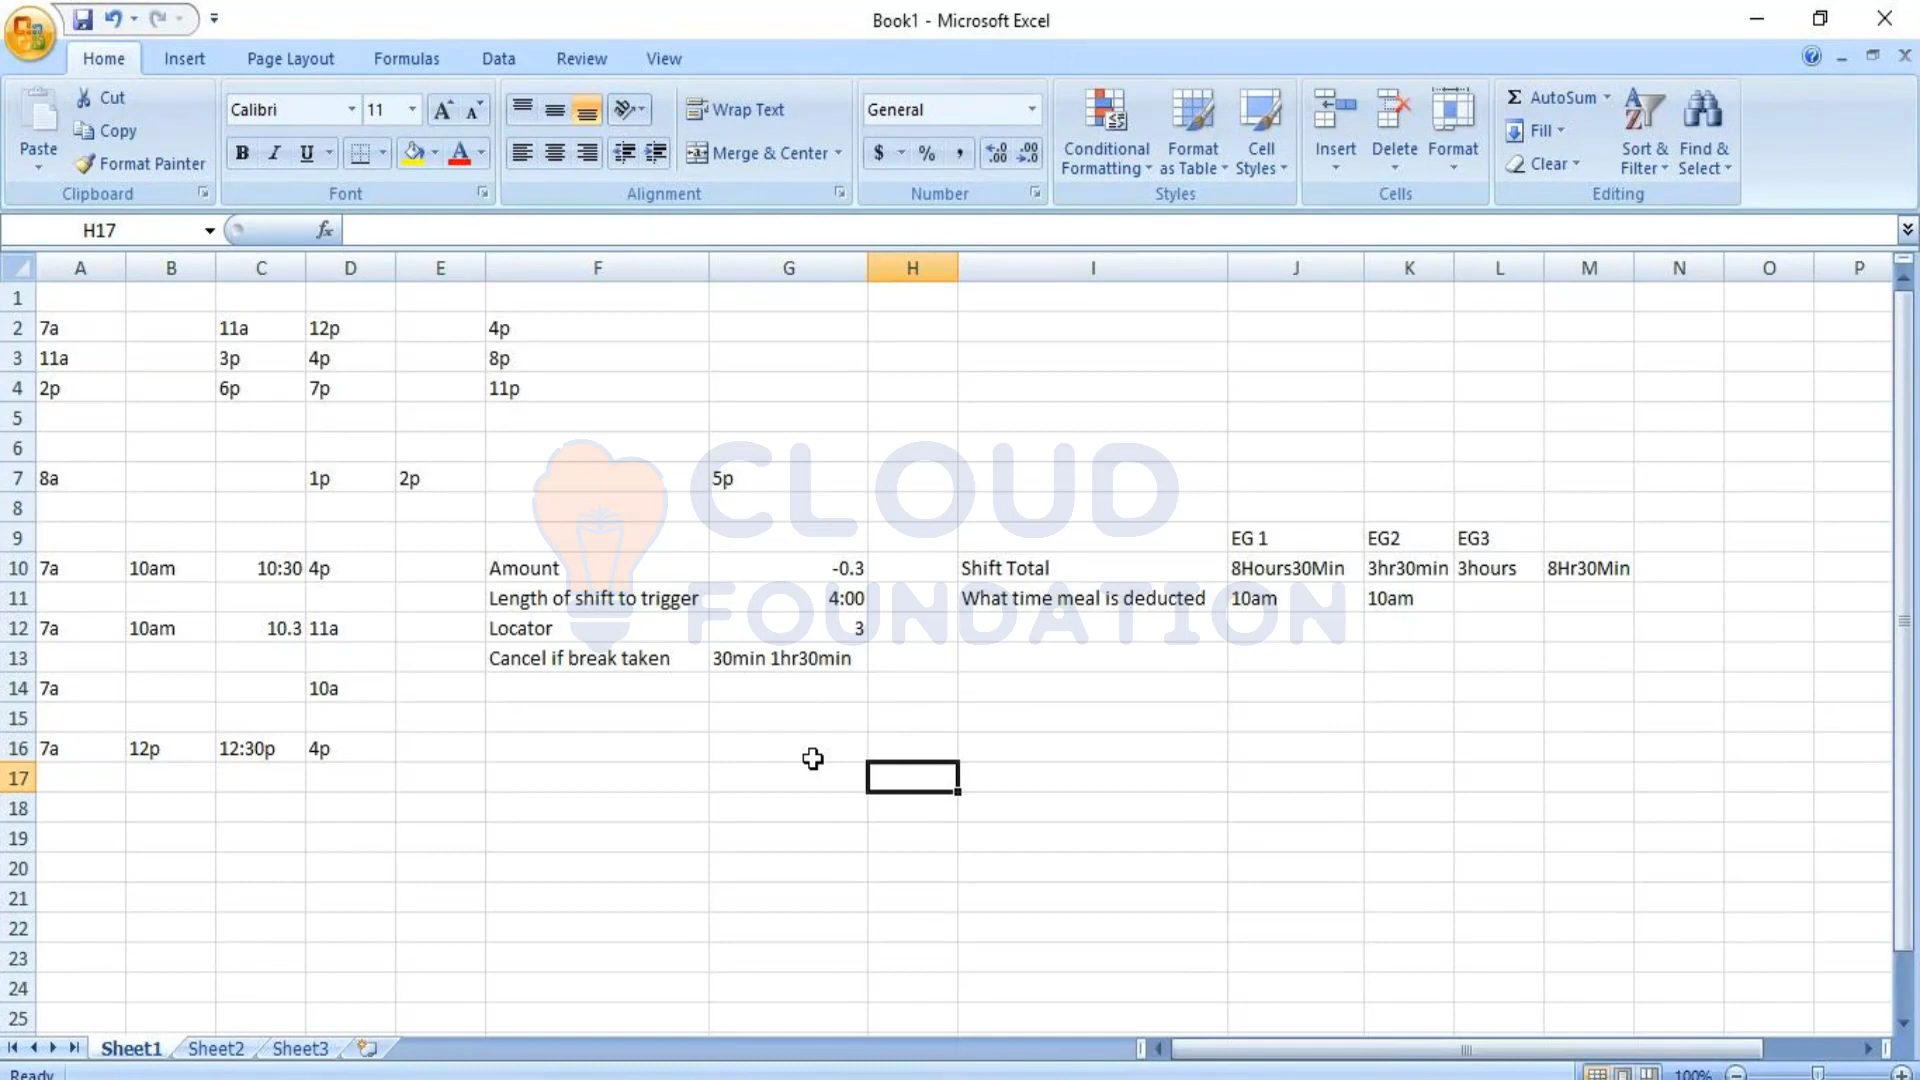 Book1 - Microsoft Excel
Home Insert Page Layout Formulas Data Review View
Paste
Cut
Copy
Format Painter
Clipboard
Calibri 11
B I U
Font
Wrap Text
Merge & Center
Alignment
General
$ % ,
Number
Conditional Formatting
Format as Table
Cell Styles
Styles
Insert Delete Format
Cells
AutoSum
Fill
Clear
Sort & Filter
Find & Select
Editing
H17 fx
A B C D E F G H I J K L M N O P
1
2 7a 11a 12p 4p
3 11a 3p 4p 8p
4 2p 6p 7p 11p
5
6
7 8a 1p 2p 5p
8
9 EG 1 EG2 EG3
10 7a 10am 10:30 4p Amount -0.3 Shift Total 8Hours30Min 3hr30min 3hours 8Hr30Min
11 Length of shift to trigger 4:00 What time meal is deducted 10am 10am
12 7a 10am 10.3 11a Locator 3
13 Cancel if break taken 30min 1hr30min
14 7a 10a
15
16 7a 12p 12:30p 4p
17
18
19
20
21
22
23
24
25
CLOUD
FOUNDATION
Sheet1 Sheet2 Sheet3
Ready 100%